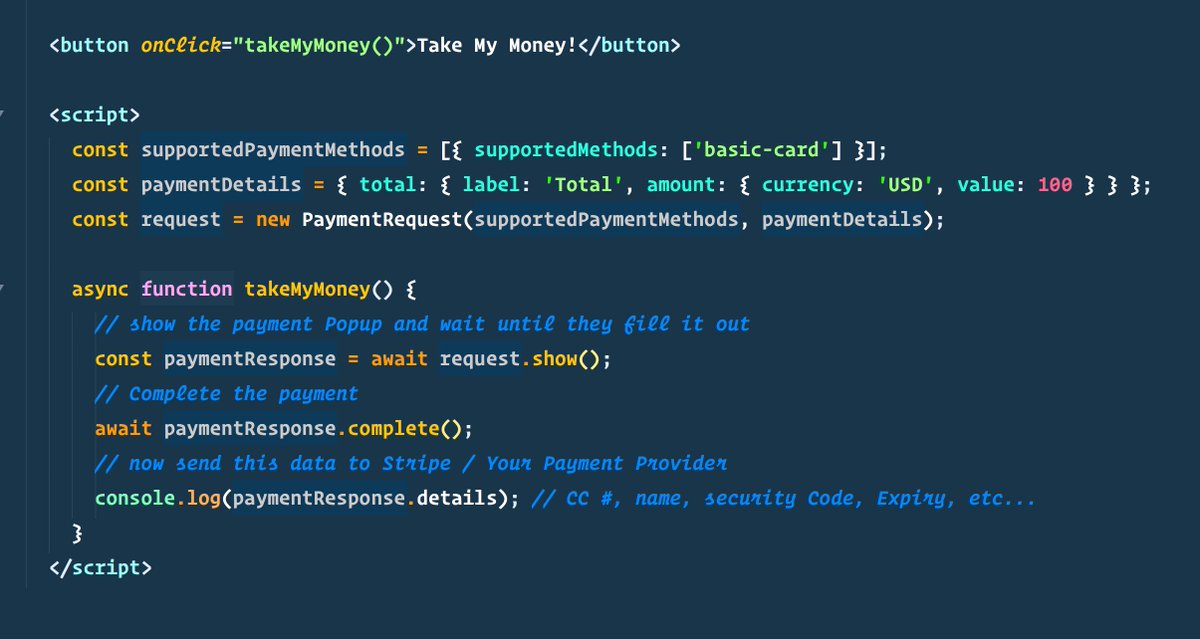 <button onClick="takeMyMoney()">Take My Money!</button>
<script>
const supportedPaymentMethods = [{ supportedMethods: ['basic-card'] }];
const paymentDetails = { total: { label: 'Total', amount: { currency: 'USD', value: 100 } } };
const request = new PaymentRequest(supportedPaymentMethods, paymentDetails);
async function takeMyMoney() {
// show the payment Popup and wait until they fill it out
const paymentResponse = await request.show();
// Complete the payment
await paymentResponse.complete();
// now send this data to Stripe / Your Payment Provider
console.log(paymentResponse.details); // CC #, name, security Code, Expiry, etc...
}
</script>